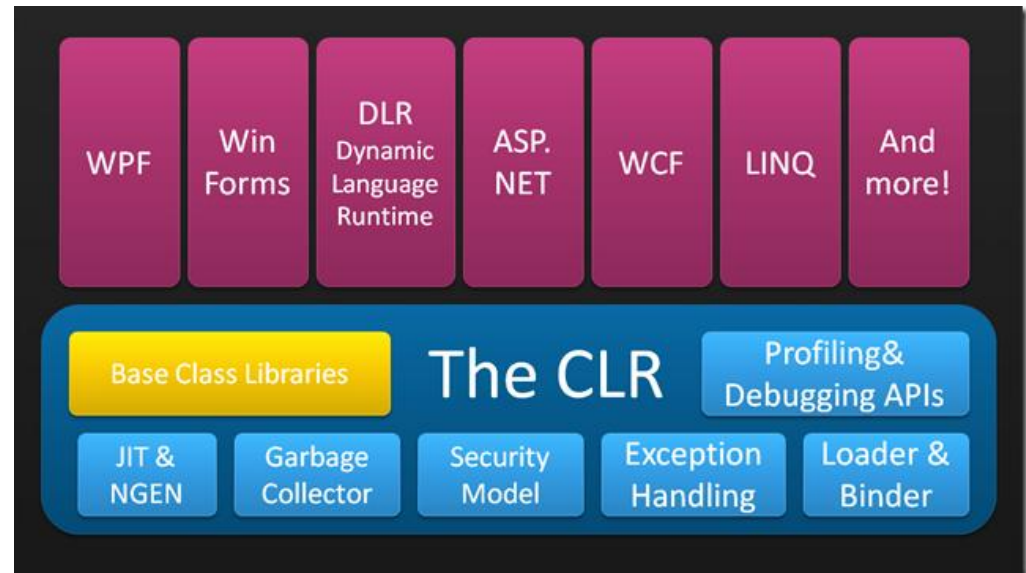 WPF
Win
Forms
DLR
Dynamic
Language
Runtime
ASP.
NET
WCF
LINQ
And
more!
Base Class Libraries
The CLR
Profiling&
Debugging APIs
JIT &
NGEN
Garbage
Collector
Security
Model
Exception
Handling
Loader &
Binder